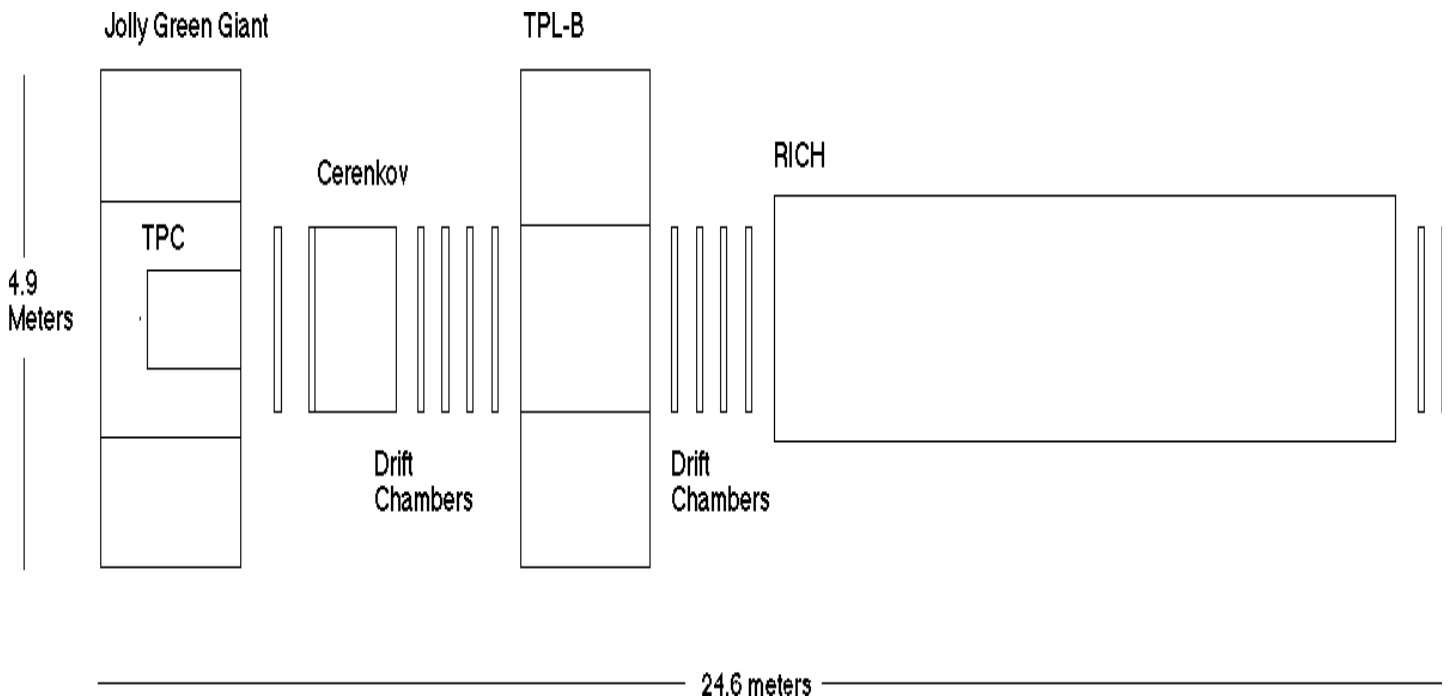 Jolly Green Giant
TPL-B
RICH
Cerenkov
TPC
4.9
Meters
Drift
Chambers
Drift
Chambers
24.6 meters